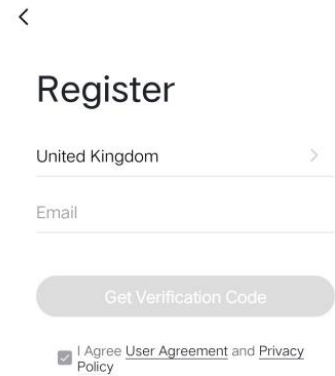 Register
United Kingdom
Email
Get Verification Code
I Agree User Agreement and Privacy
Policy